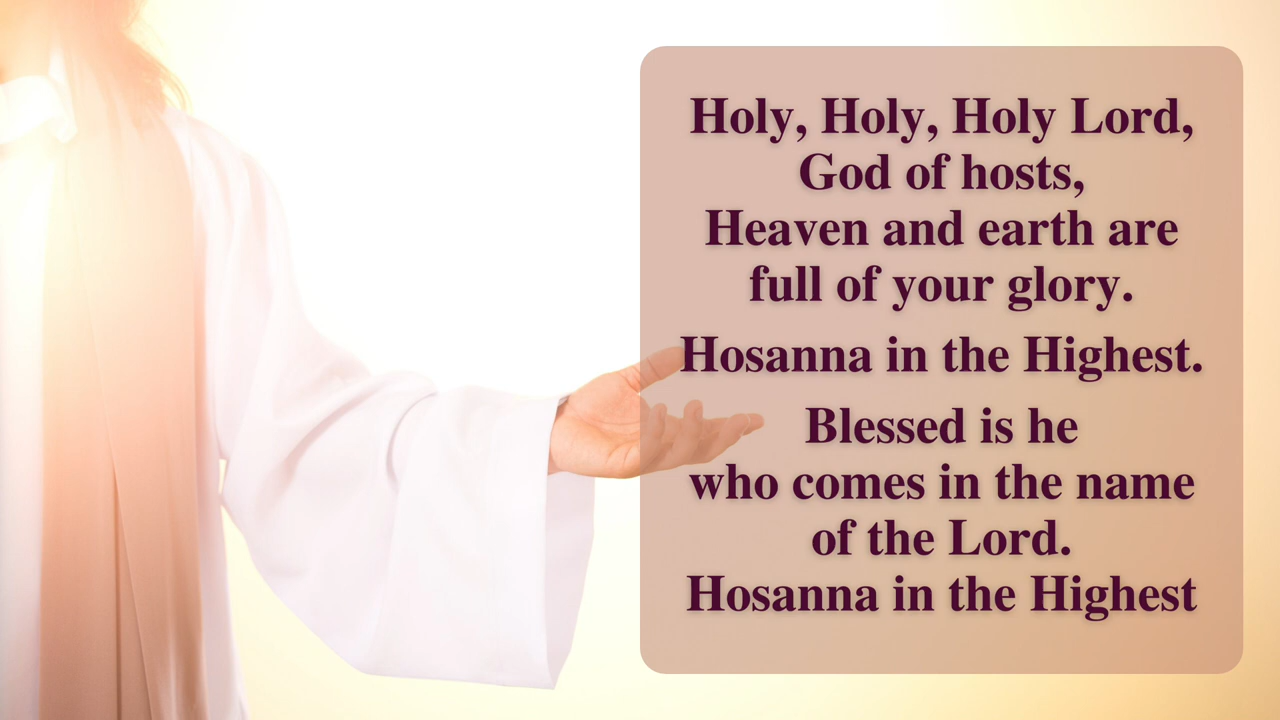 Holy, Holy, Holy Lord,
God of hosts,
Heaven and earth are
full of your glory.
Hosanna in the Highest.
Blessed is he
who comes in the name
of the Lord.
Hosanna in the Highest